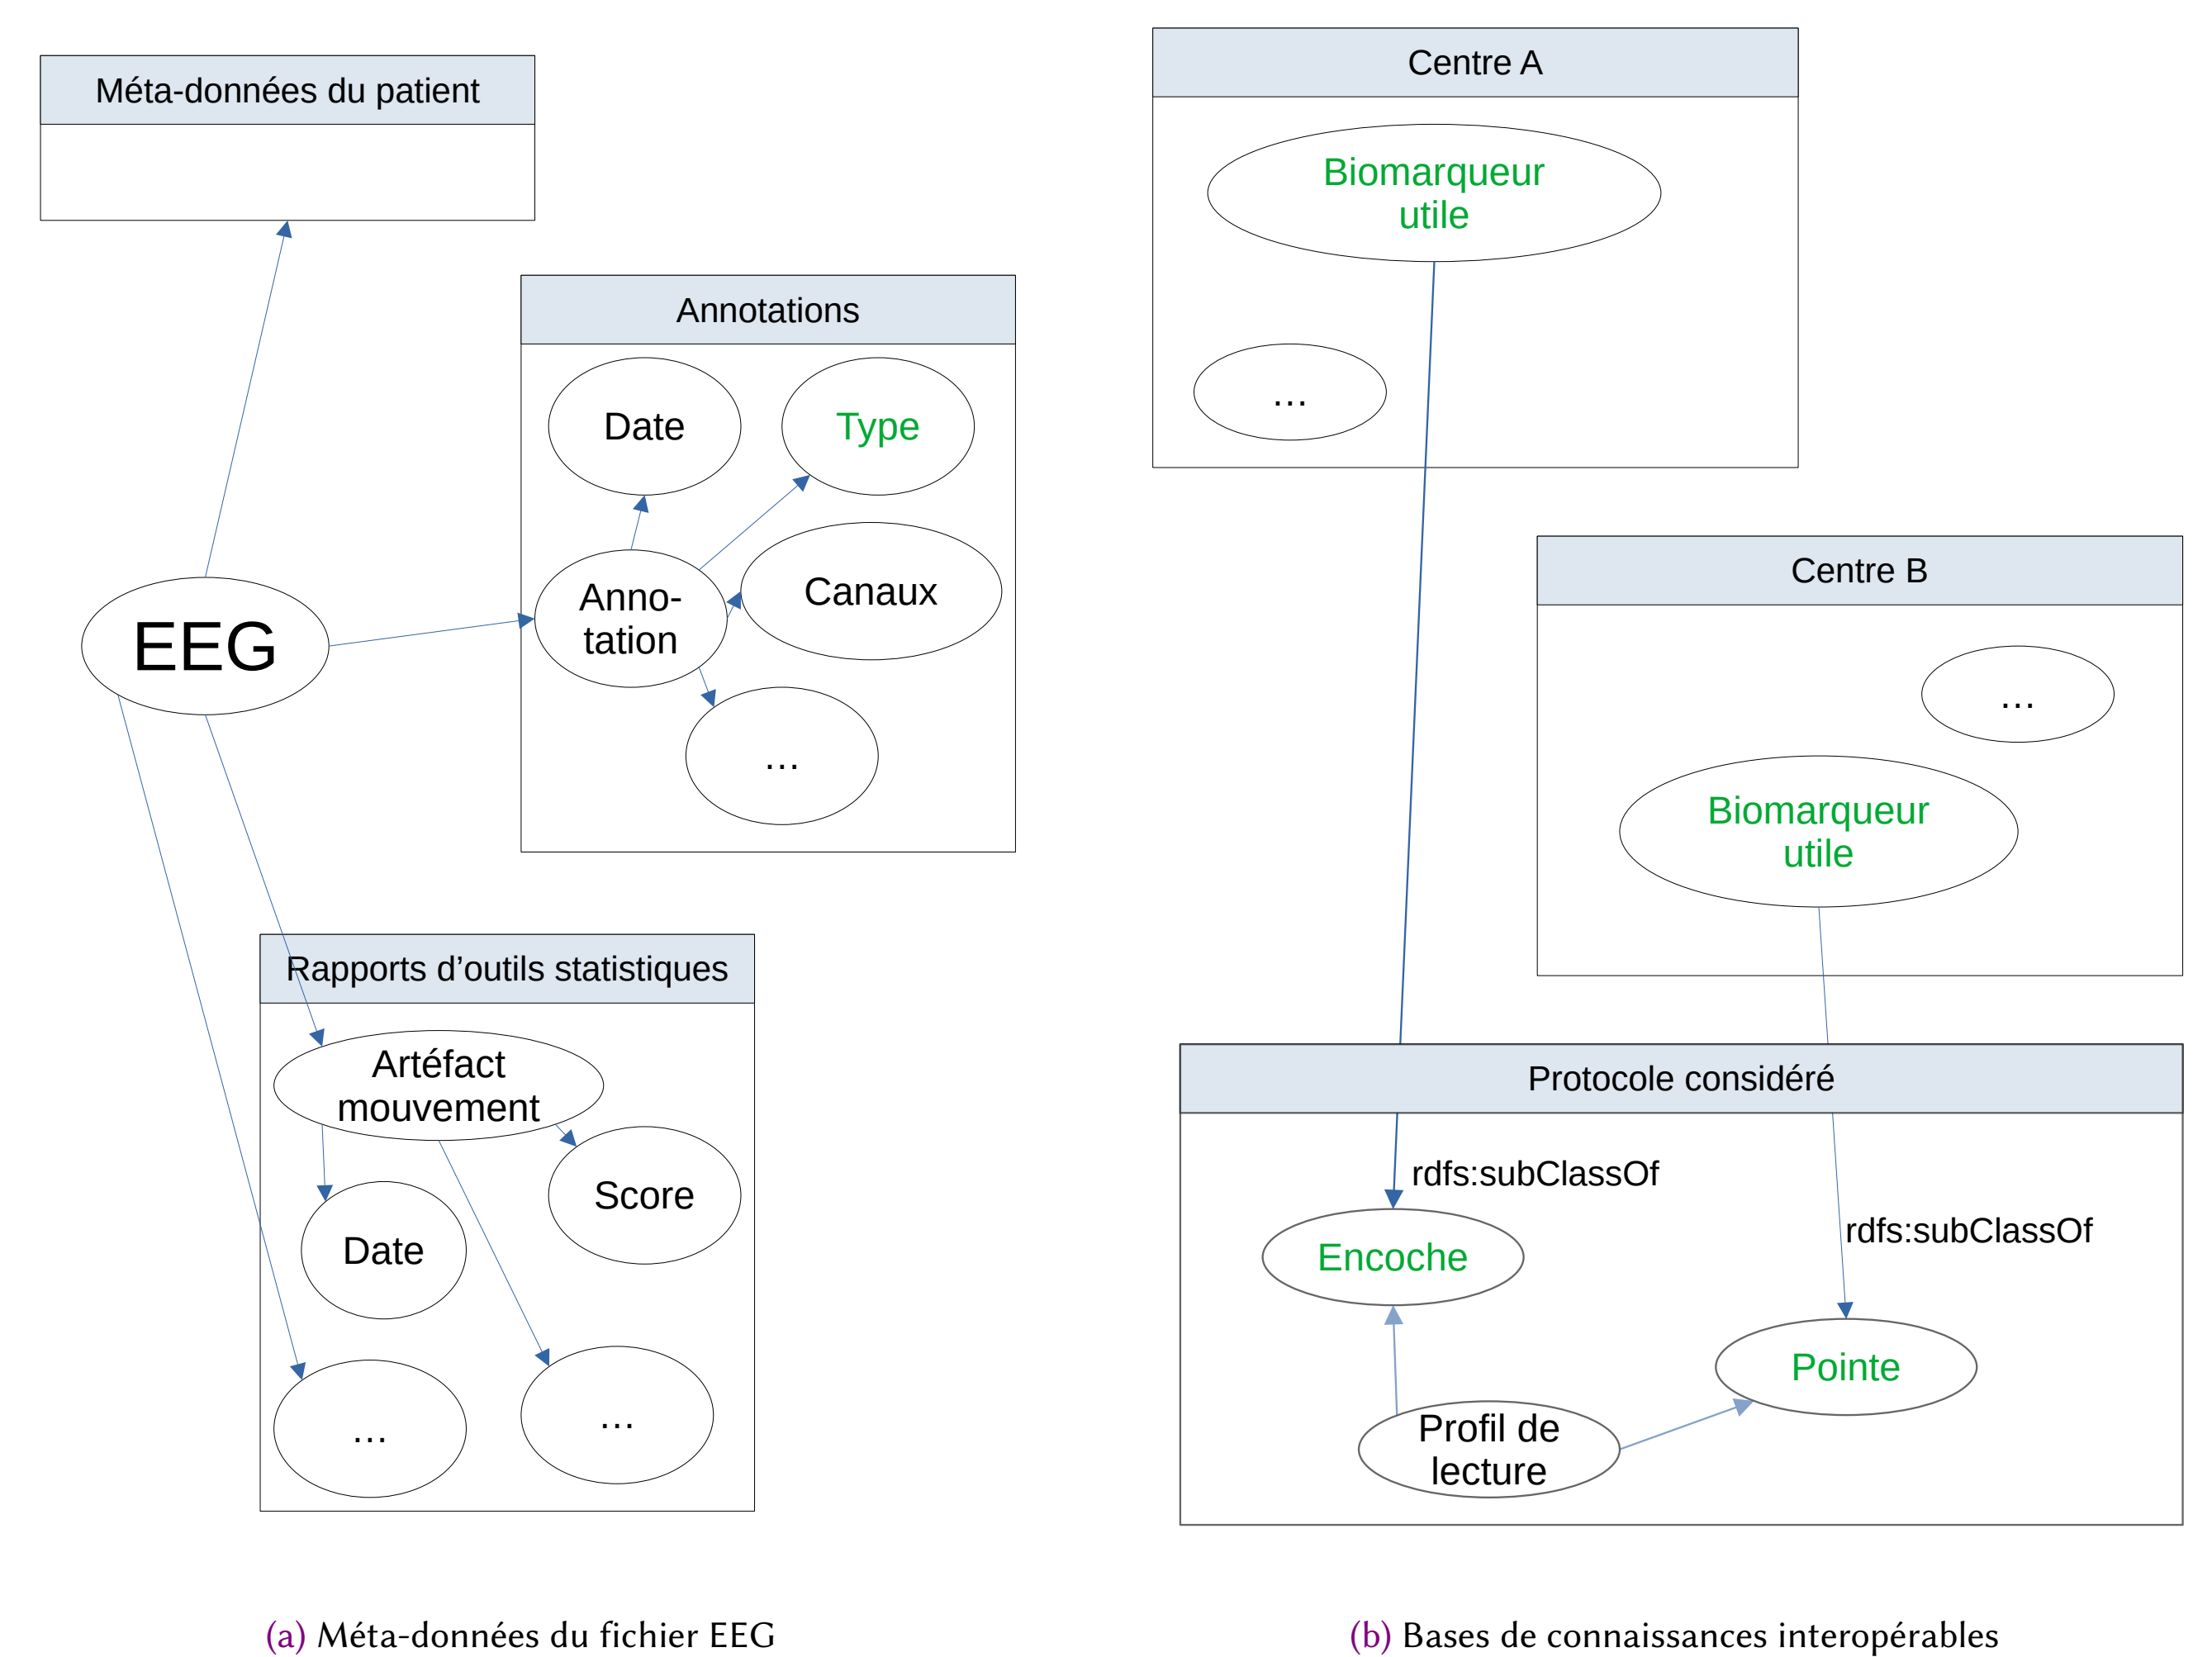 Méta-données du patient
Annotations
Date
Type
Anno-
tation
Canaux
...
EEG
Rapports d’outils statistiques
Artéfact
mouvement
Score
Date
...
...
(a) Méta-données du fichier EEG
Centre A
Biomarqueur
utile
...
Centre B
...
Biomarqueur
utile
Protocole considéré
rdfs:subClassOf
rdfs:subClassOf
Encoche
Pointe
Profil de
lecture
(b) Bases de connaissances interopérables